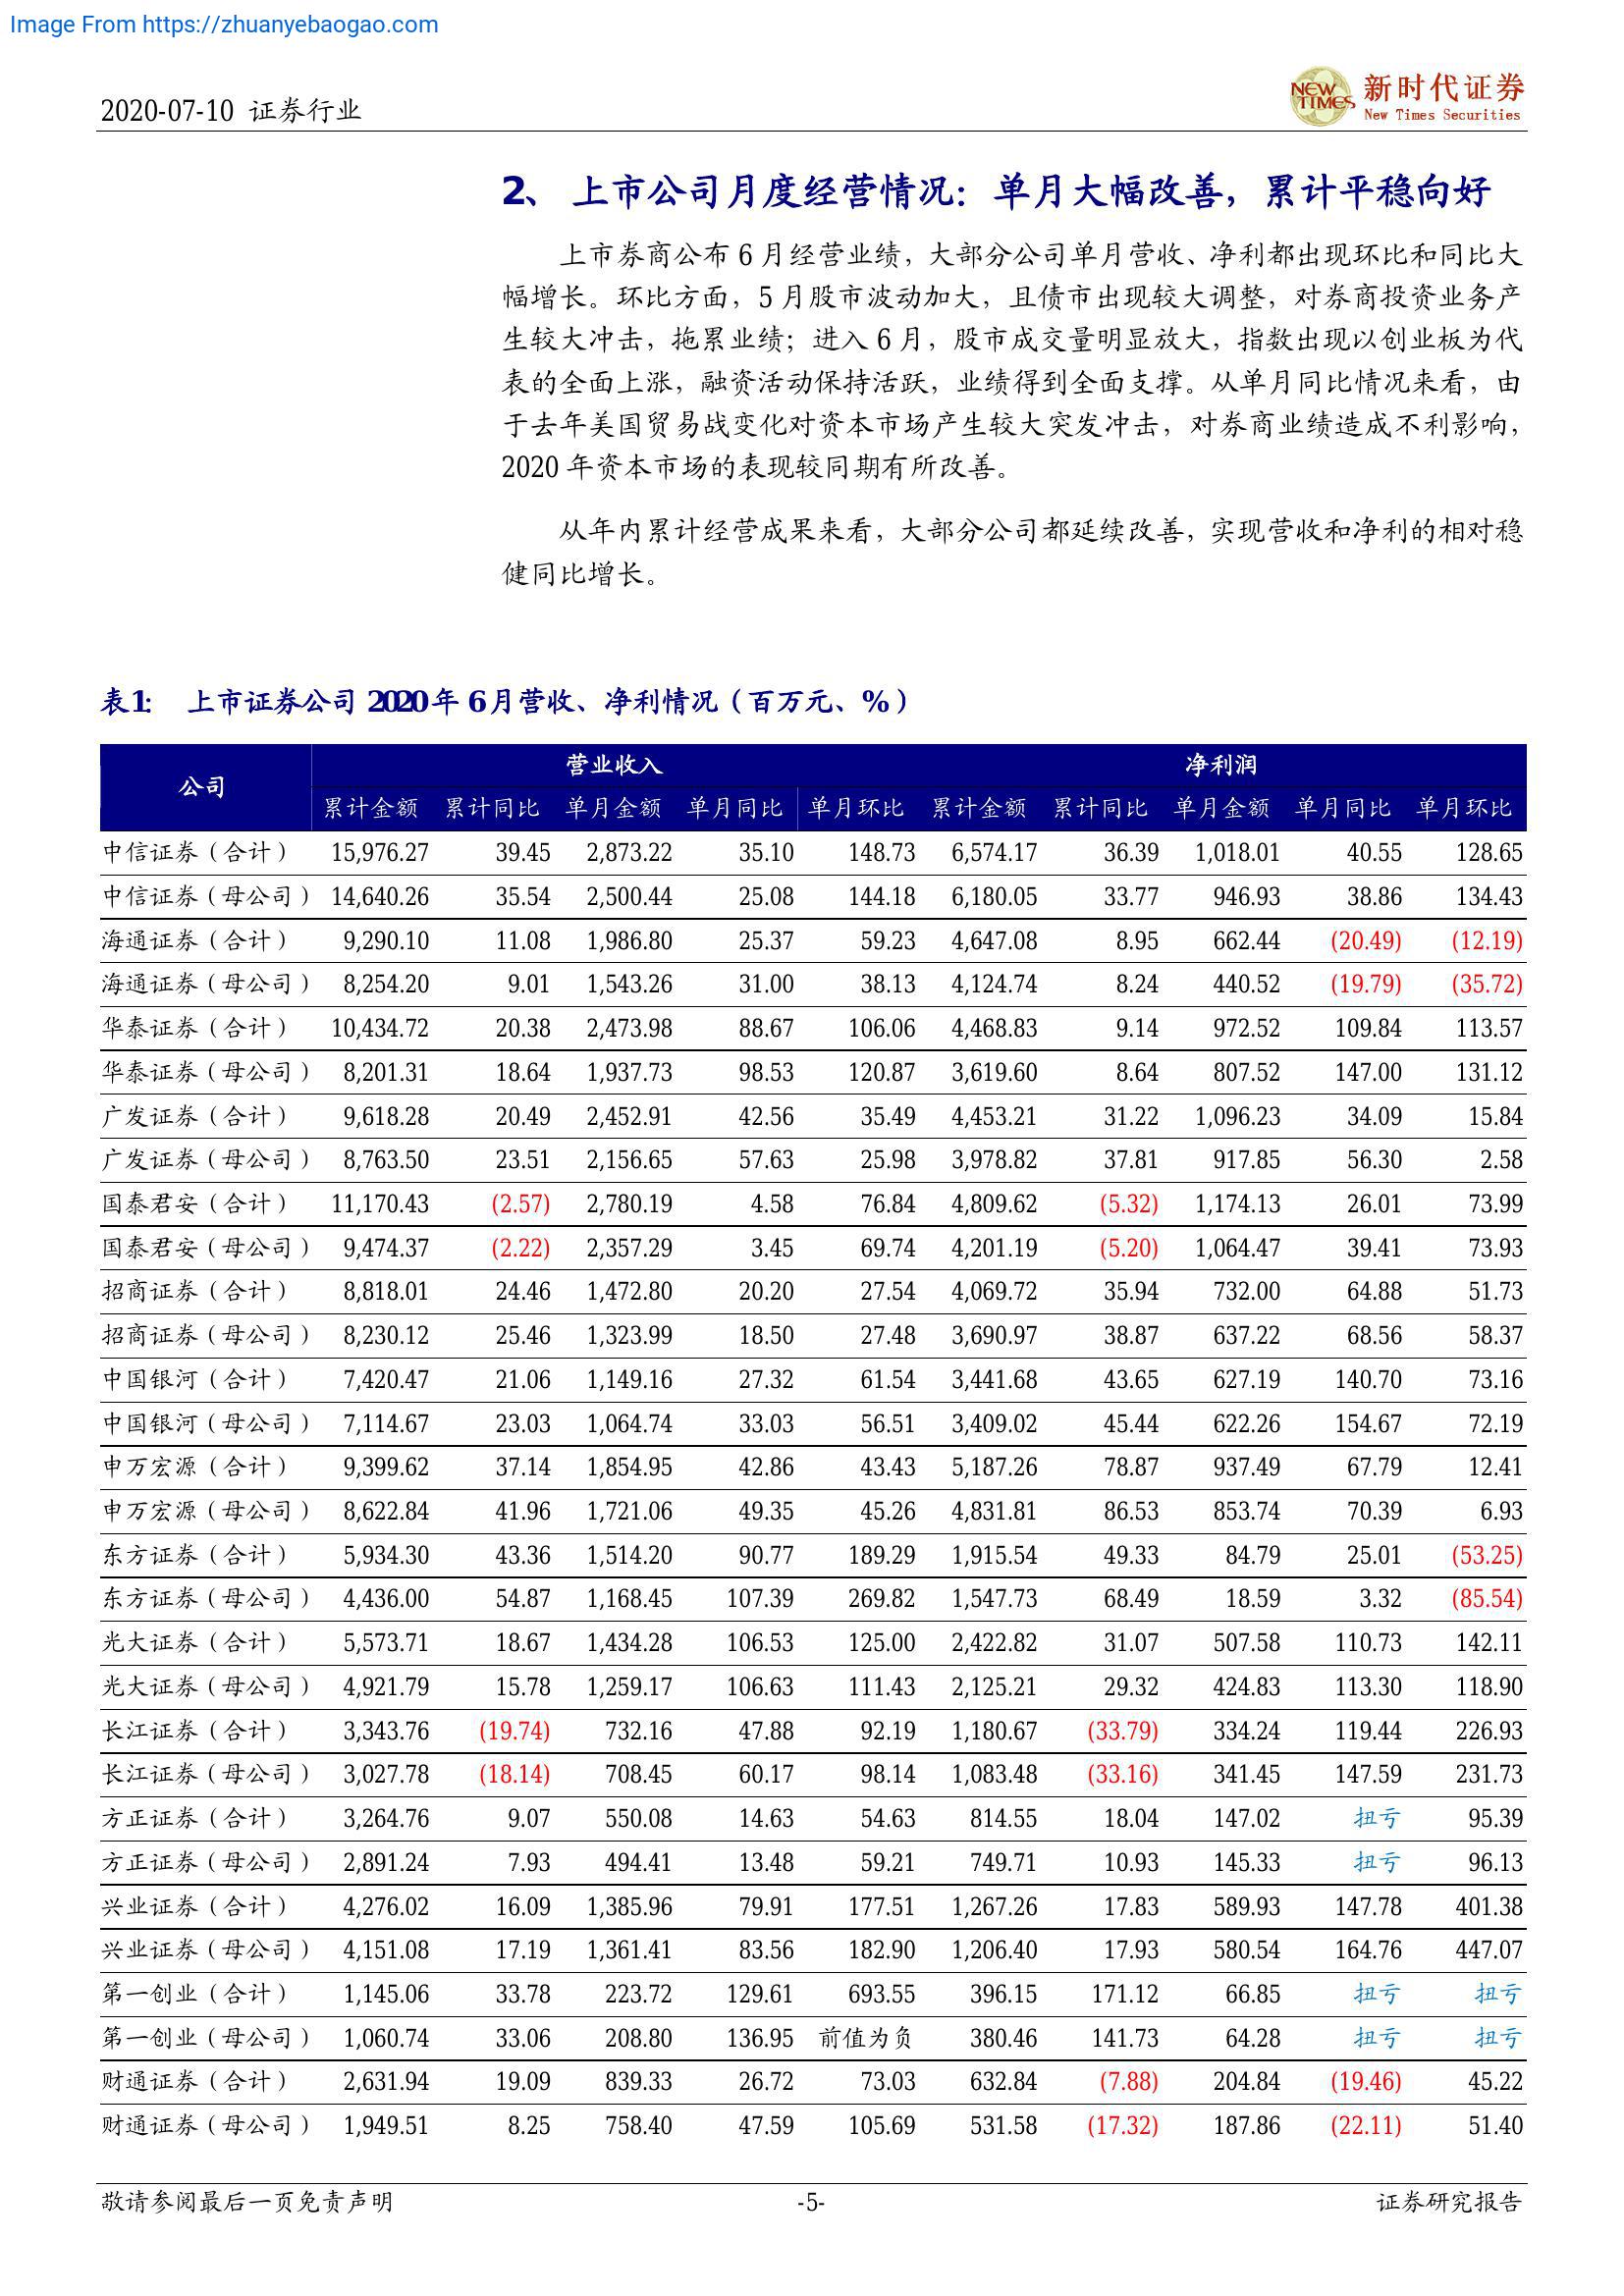 Image From https://zhuanyebaogao.com
2020-07-10 证券行业
NEW TIMES 新时代证券
New Times Securities
2、 上市公司月度经营情况：单月大幅改善，累计平稳向好
上市券商公布 6 月经营业绩，大部分公司单月营收、净利都出现环比和同比大
幅增长。环比方面，5 月股市波动加大，且债市出现较大调整，对券商投资业务产
生较大冲击，拖累业绩；进入 6 月，股市成交量明显放大，指数出现以创业板为代
表的全面上涨，融资活动保持活跃，业绩得到全面支撑。从单月同比情况来看，由
于去年美国贸易战变化对资本市场产生较大突发冲击，对券商业绩造成不利影响，
2020 年资本市场的表现较同期有所改善。
从年内累计经营成果来看，大部分公司都延续改善，实现营收和净利的相对稳
健同比增长。
表1： 上市证券公司 2020 年 6 月营收、净利情况（百万元、%）
公司 营业收入 净利润
累计金额 累计同比 单月金额 单月同比 单月环比 累计金额 累计同比 单月金额 单月同比 单月环比
中信证券（合计） 15,976.27 39.45 2,873.22 35.10 148.73 6,574.17 36.39 1,018.01 40.55 128.65
中信证券（母公司） 14,640.26 35.54 2,500.44 25.08 144.18 6,180.05 33.77 946.93 38.86 134.43
海通证券（合计） 9,290.10 11.08 1,986.80 25.37 59.23 4,647.08 8.95 662.44 (20.49) (12.19)
海通证券（母公司） 8,254.20 9.01 1,543.26 31.00 38.13 4,124.74 8.24 440.52 (19.79) (35.72)
华泰证券（合计） 10,434.72 20.38 2,473.98 88.67 106.06 4,468.83 9.14 972.52 109.84 113.57
华泰证券（母公司） 8,201.31 18.64 1,937.73 98.53 120.87 3,619.60 8.64 807.52 147.00 131.12
广发证券（合计） 9,618.28 20.49 2,452.91 42.56 35.49 4,453.21 31.22 1,096.23 34.09 15.84
广发证券（母公司） 8,763.50 23.51 2,156.65 57.63 25.98 3,978.82 37.81 917.85 56.30 2.58
国泰君安（合计） 11,170.43 (2.57) 2,780.19 4.58 76.84 4,809.62 (5.32) 1,174.13 26.01 73.99
国泰君安（母公司） 9,474.37 (2.22) 2,357.29 3.45 69.74 4,201.19 (5.20) 1,064.47 39.41 73.93
招商证券（合计） 8,818.01 24.46 1,472.80 20.20 27.54 4,069.72 35.94 732.00 64.88 51.73
招商证券（母公司） 8,230.12 25.46 1,323.99 18.50 27.48 3,690.97 38.87 637.22 68.56 58.37
中国银河（合计） 7,420.47 21.06 1,149.16 27.32 61.54 3,441.68 43.65 627.19 140.70 73.16
中国银河（母公司） 7,114.67 23.03 1,064.74 33.03 56.51 3,409.02 45.44 622.26 154.67 72.19
申万宏源（合计） 9,399.62 37.14 1,854.95 42.86 43.43 5,187.26 78.87 937.49 67.79 12.41
申万宏源（母公司） 8,622.84 41.96 1,721.06 49.35 45.26 4,831.81 86.53 853.74 70.39 6.93
东方证券（合计） 5,934.30 43.36 1,514.20 90.77 189.29 1,915.54 49.33 84.79 25.01 (53.25)
东方证券（母公司） 4,436.00 54.87 1,168.45 107.39 269.82 1,547.73 68.49 18.59 3.32 (85.54)
光大证券（合计） 5,573.71 18.67 1,434.28 106.53 125.00 2,422.82 31.07 507.58 110.73 142.11
光大证券（母公司） 4,921.79 15.78 1,259.17 106.63 111.43 2,125.21 29.32 424.83 113.30 118.90
长江证券（合计） 3,343.76 (19.74) 732.16 47.88 92.19 1,180.67 (33.79) 334.24 119.44 226.93
长江证券（母公司） 3,027.78 (18.14) 708.45 60.17 98.14 1,083.48 (33.16) 341.45 147.59 231.73
方正证券（合计） 3,264.76 9.07 550.08 14.63 54.63 814.55 18.04 147.02 扭亏 95.39
方正证券（母公司） 2,891.24 7.93 494.41 13.48 59.21 749.71 10.93 145.33 扭亏 96.13
兴业证券（合计） 4,276.02 16.09 1,385.96 79.91 177.51 1,267.26 17.83 589.93 147.78 401.38
兴业证券（母公司） 4,151.08 17.19 1,361.41 83.56 182.90 1,206.40 17.93 580.54 164.76 447.07
第一创业（合计） 1,145.06 33.78 223.72 129.61 693.55 396.15 171.12 66.85 扭亏 扭亏
第一创业（母公司） 1,060.74 33.06 208.80 136.95 前值为负 380.46 141.73 64.28 扭亏 扭亏
财通证券（合计） 2,631.94 19.09 839.33 26.72 73.03 632.84 (7.88) 204.84 (19.46) 45.22
财通证券（母公司） 1,949.51 8.25 758.40 47.59 105.69 531.58 (17.32) 187.86 (22.11) 51.40
敬请参阅最后一页免责声明 -5- 证券研究报告